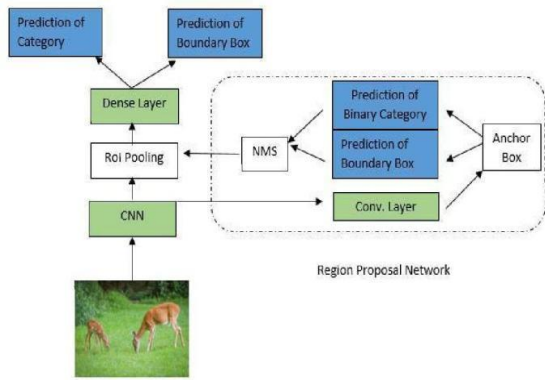 Prediction of
Category
Prediction of
Boundary Box
Dense Layer
Roi Pooling
CNN
NMS
Prediction of
Binary Category
Prediction of
Boundary Box
Anchor
Box
Conv. Layer
Region Proposal Network